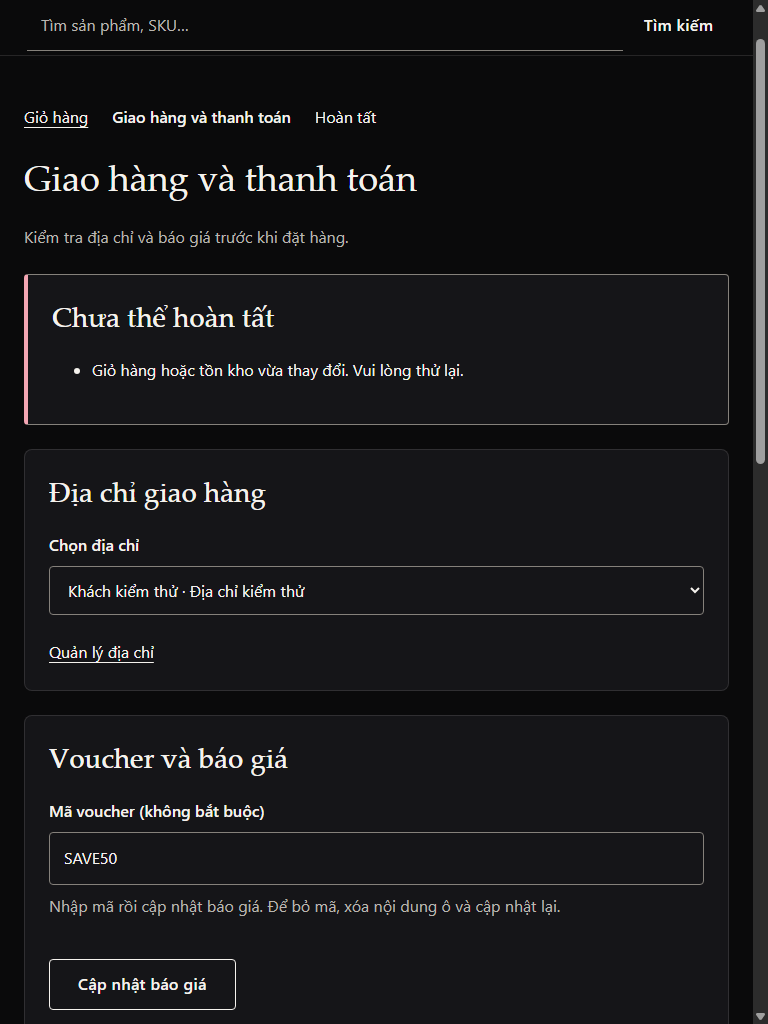 Tìm sản phẩm, SKU...
Tìm kiếm
Giỏ hàng
Giao hàng và thanh toán
Hoàn tất
Giao hàng và thanh toán
Kiểm tra địa chỉ và báo giá trước khi đặt hàng.
Chưa thể hoàn tất
Giỏ hàng hoặc tồn kho vừa thay đổi. Vui lòng thử lại.
Địa chỉ giao hàng
Chọn địa chỉ
Khách kiểm thử · Địa chỉ kiểm thử
Quản lý địa chỉ
Voucher và báo giá
Mã voucher (không bắt buộc)
SAVE50
Nhập mã rồi cập nhật báo giá. Để bỏ mã, xóa nội dung ô và cập nhật lại.
Cập nhật báo giá